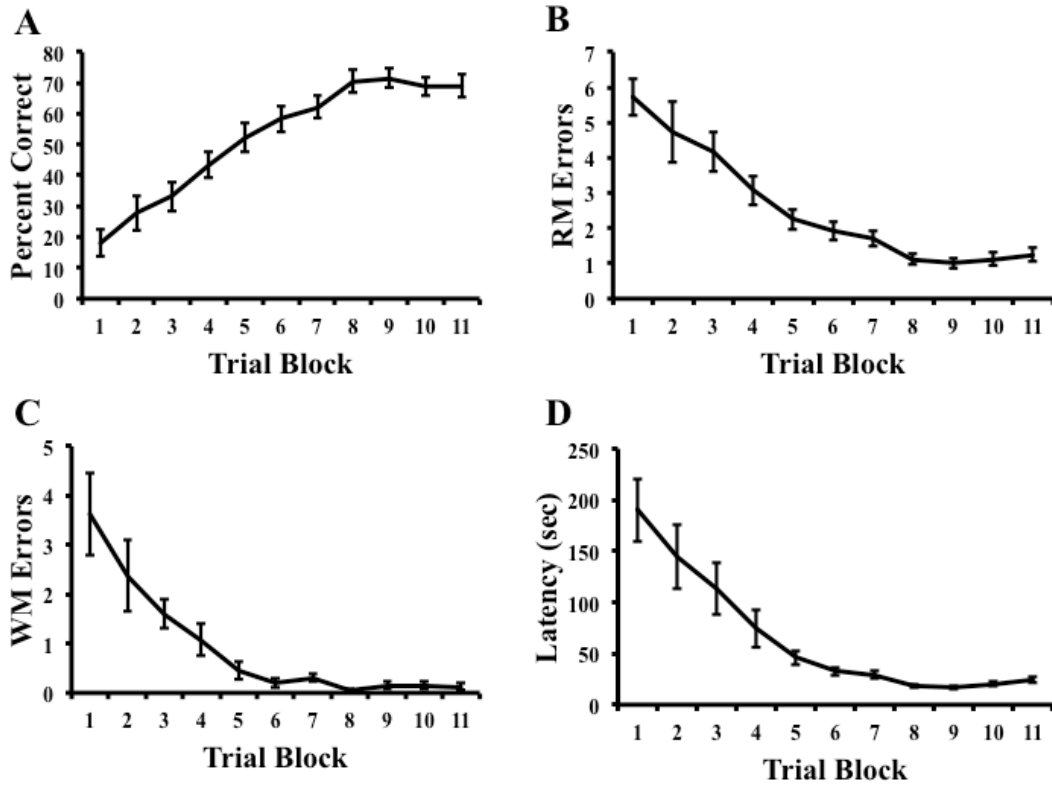 A
Percent Correct
80
70
60
50
40
30
20
10
0
1 2 3 4 5 6 7 8 9 10 11
Trial Block
B
RM Errors
7
6
5
4
3
2
1
0
1 2 3 4 5 6 7 8 9 10 11
Trial Block
C
WM Errors
5
4
3
2
1
0
1 2 3 4 5 6 7 8 9 10 11
Trial Block
D
Latency (sec)
250
200
150
100
50
0
1 2 3 4 5 6 7 8 9 10 11
Trial Block